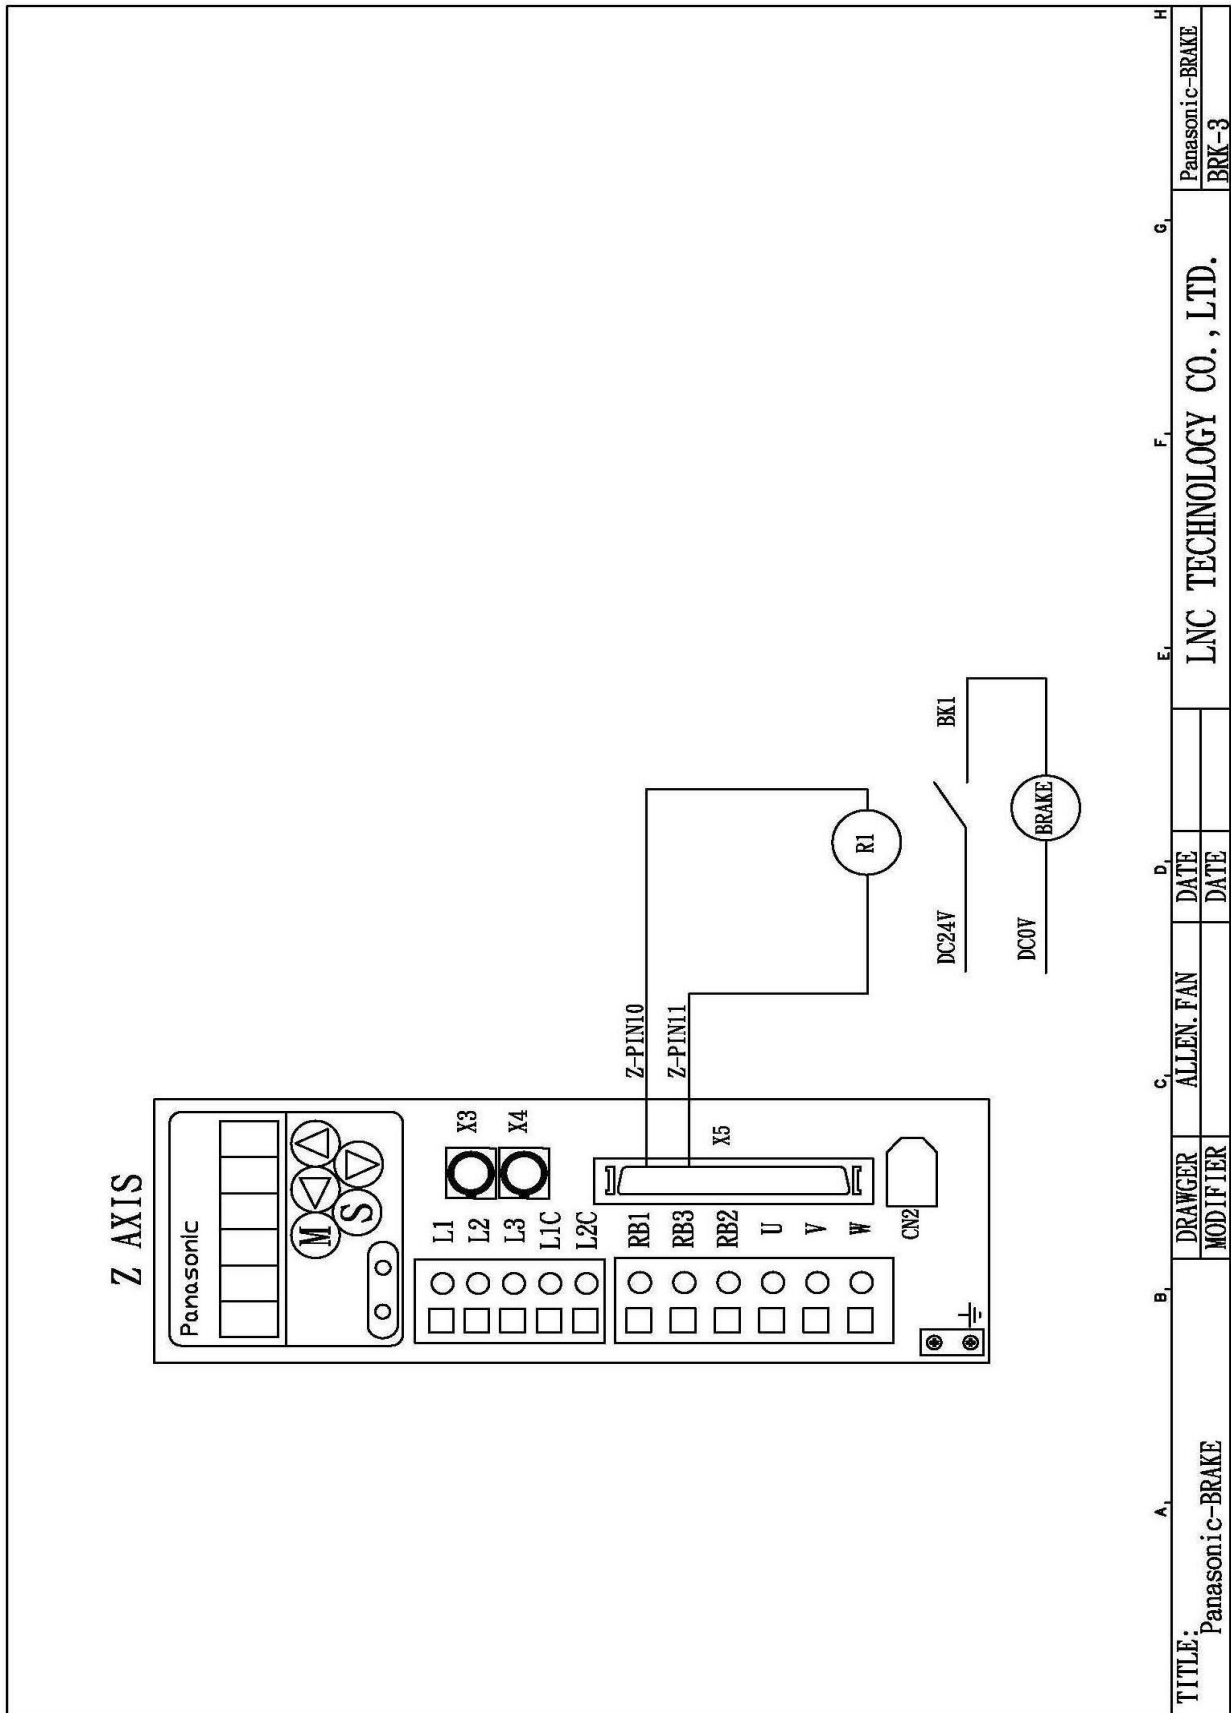 Z AXIS
Panasonic
M
S
L1
L2
L3
L1C
L2C
X3
X4
RB1
RB3
RB2
U
V
W
X5
CN2
Z-PIN10
Z-PIN11
R1
DC24V
BK1
DC0V
BRAKE
A
B
C
D
E
F
G
H
TITLE:
Panasonic-BRAKE
DRAWGER ALLEN.FAN DATE
MODIFIER DATE
LNC TECHNOLOGY CO.,LTD.
Panasonic-BRAKE
BRK-3